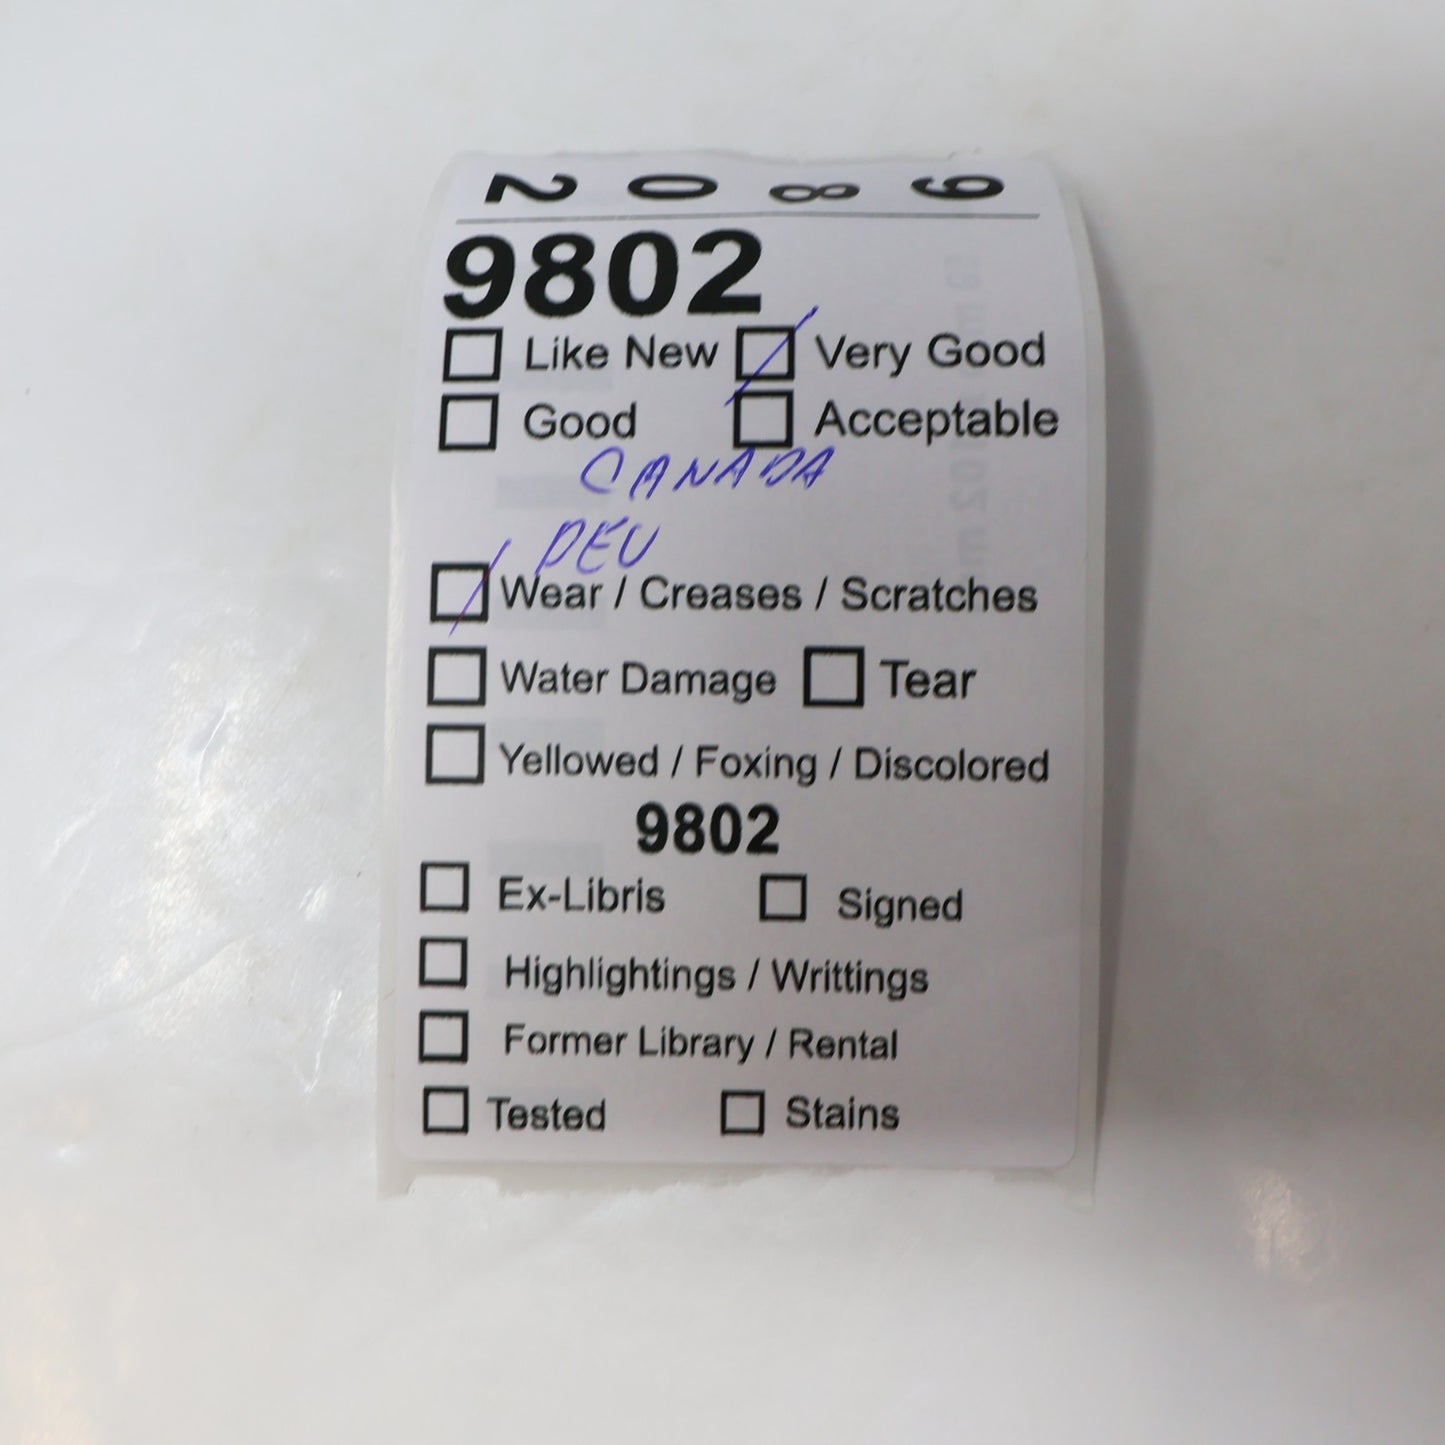 9802
9802
Like New Very Good
Good Acceptable
CANADA
PEU
Wear / Creases / Scratches
Water Damage Tear
Yellowed / Foxing / Discolored
9802
Ex-Libris Signed
Highlightings / Writtings
Former Library / Rental
Tested Stains